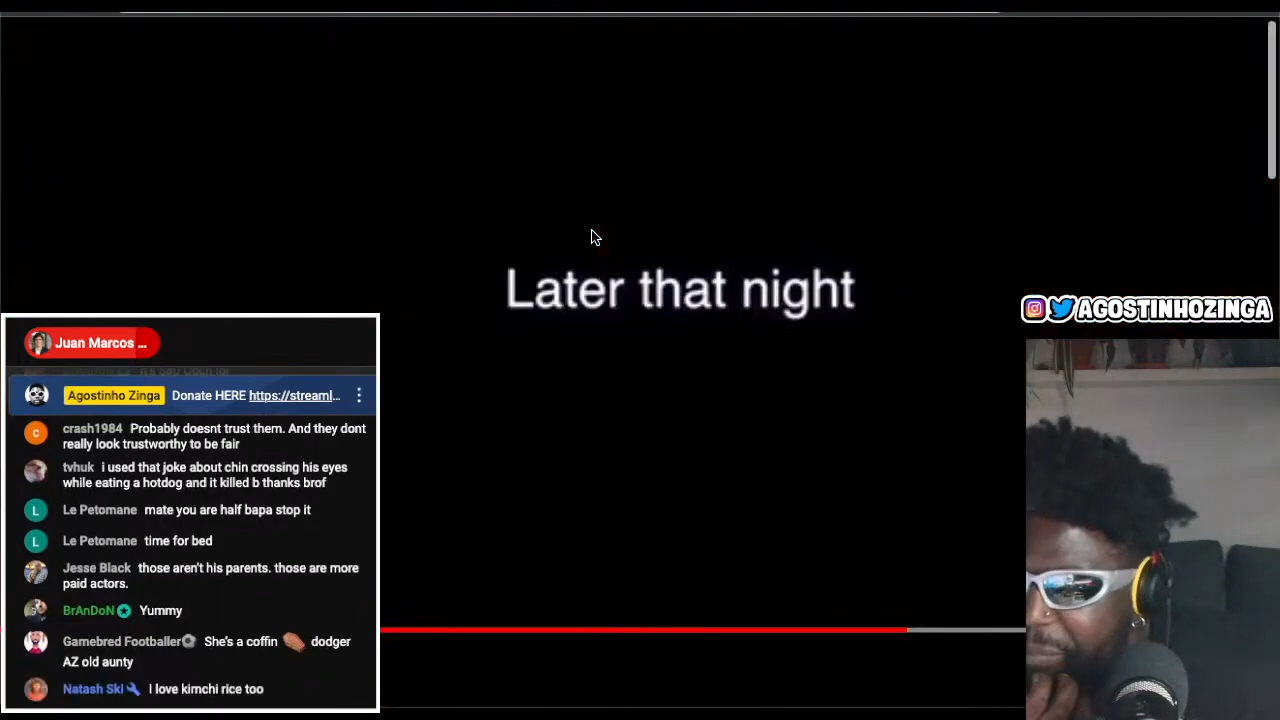 Later that night
AGOSTINHOZINGA
Juan Marcos ...
Agostinho Zinga Donate HERE https://streaml...
crash1984 Probably doesnt trust them. And they dont
really look trustworthy to be fair
tvhuk i used that joke about chin crossing his eyes
while eating a hotdog and it killed b thanks brof
Le Petomane mate you are half bapa stop it
Le Petomane time for bed
Jesse Black those aren't his parents. those are more
paid actors.
BrAnDoN Yummy
Gamebred Footballer She's a coffin dodger
AZ old aunty
Natash Ski I love kimchi rice too